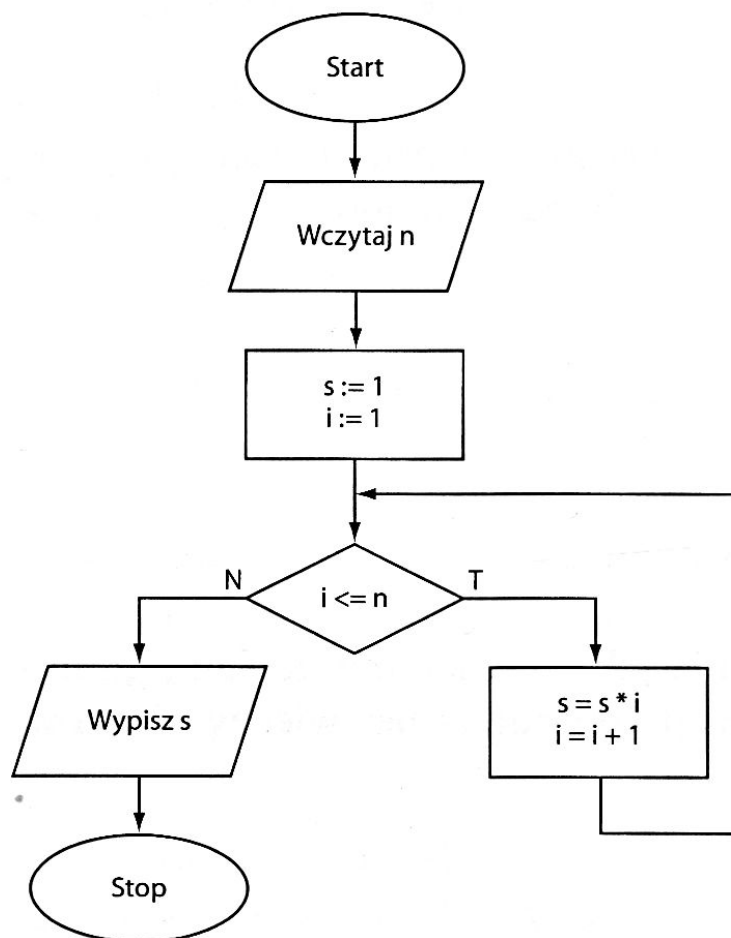 Start
Wczytaj n
s := 1
i := 1
N
T
i <= n
Wypisz s
s = s * i
i = i + 1
Stop